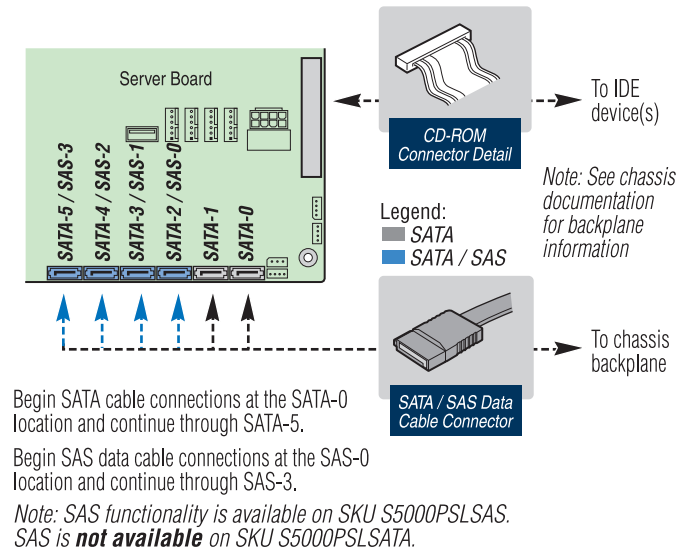 Server Board
SATA-5 / SAS-3
SATA-4 / SAS-2
SATA-3 / SAS-1
SATA-2 / SAS-0
SATA-1
SATA-0
CD-ROM
Connector Detail
To IDE
device(s)
Note: See chassis
documentation
for backplane
information
Legend:
SATA
SATA / SAS
SATA / SAS Data
Cable Connector
To chassis
backplane
Begin SATA cable connections at the SATA-0
location and continue through SATA-5.
Begin SAS data cable connections at the SAS-0
location and continue through SAS-3.
Note: SAS functionality is available on SKU S5000PSLSAS.
SAS is not available on SKU S5000PSLSATA.